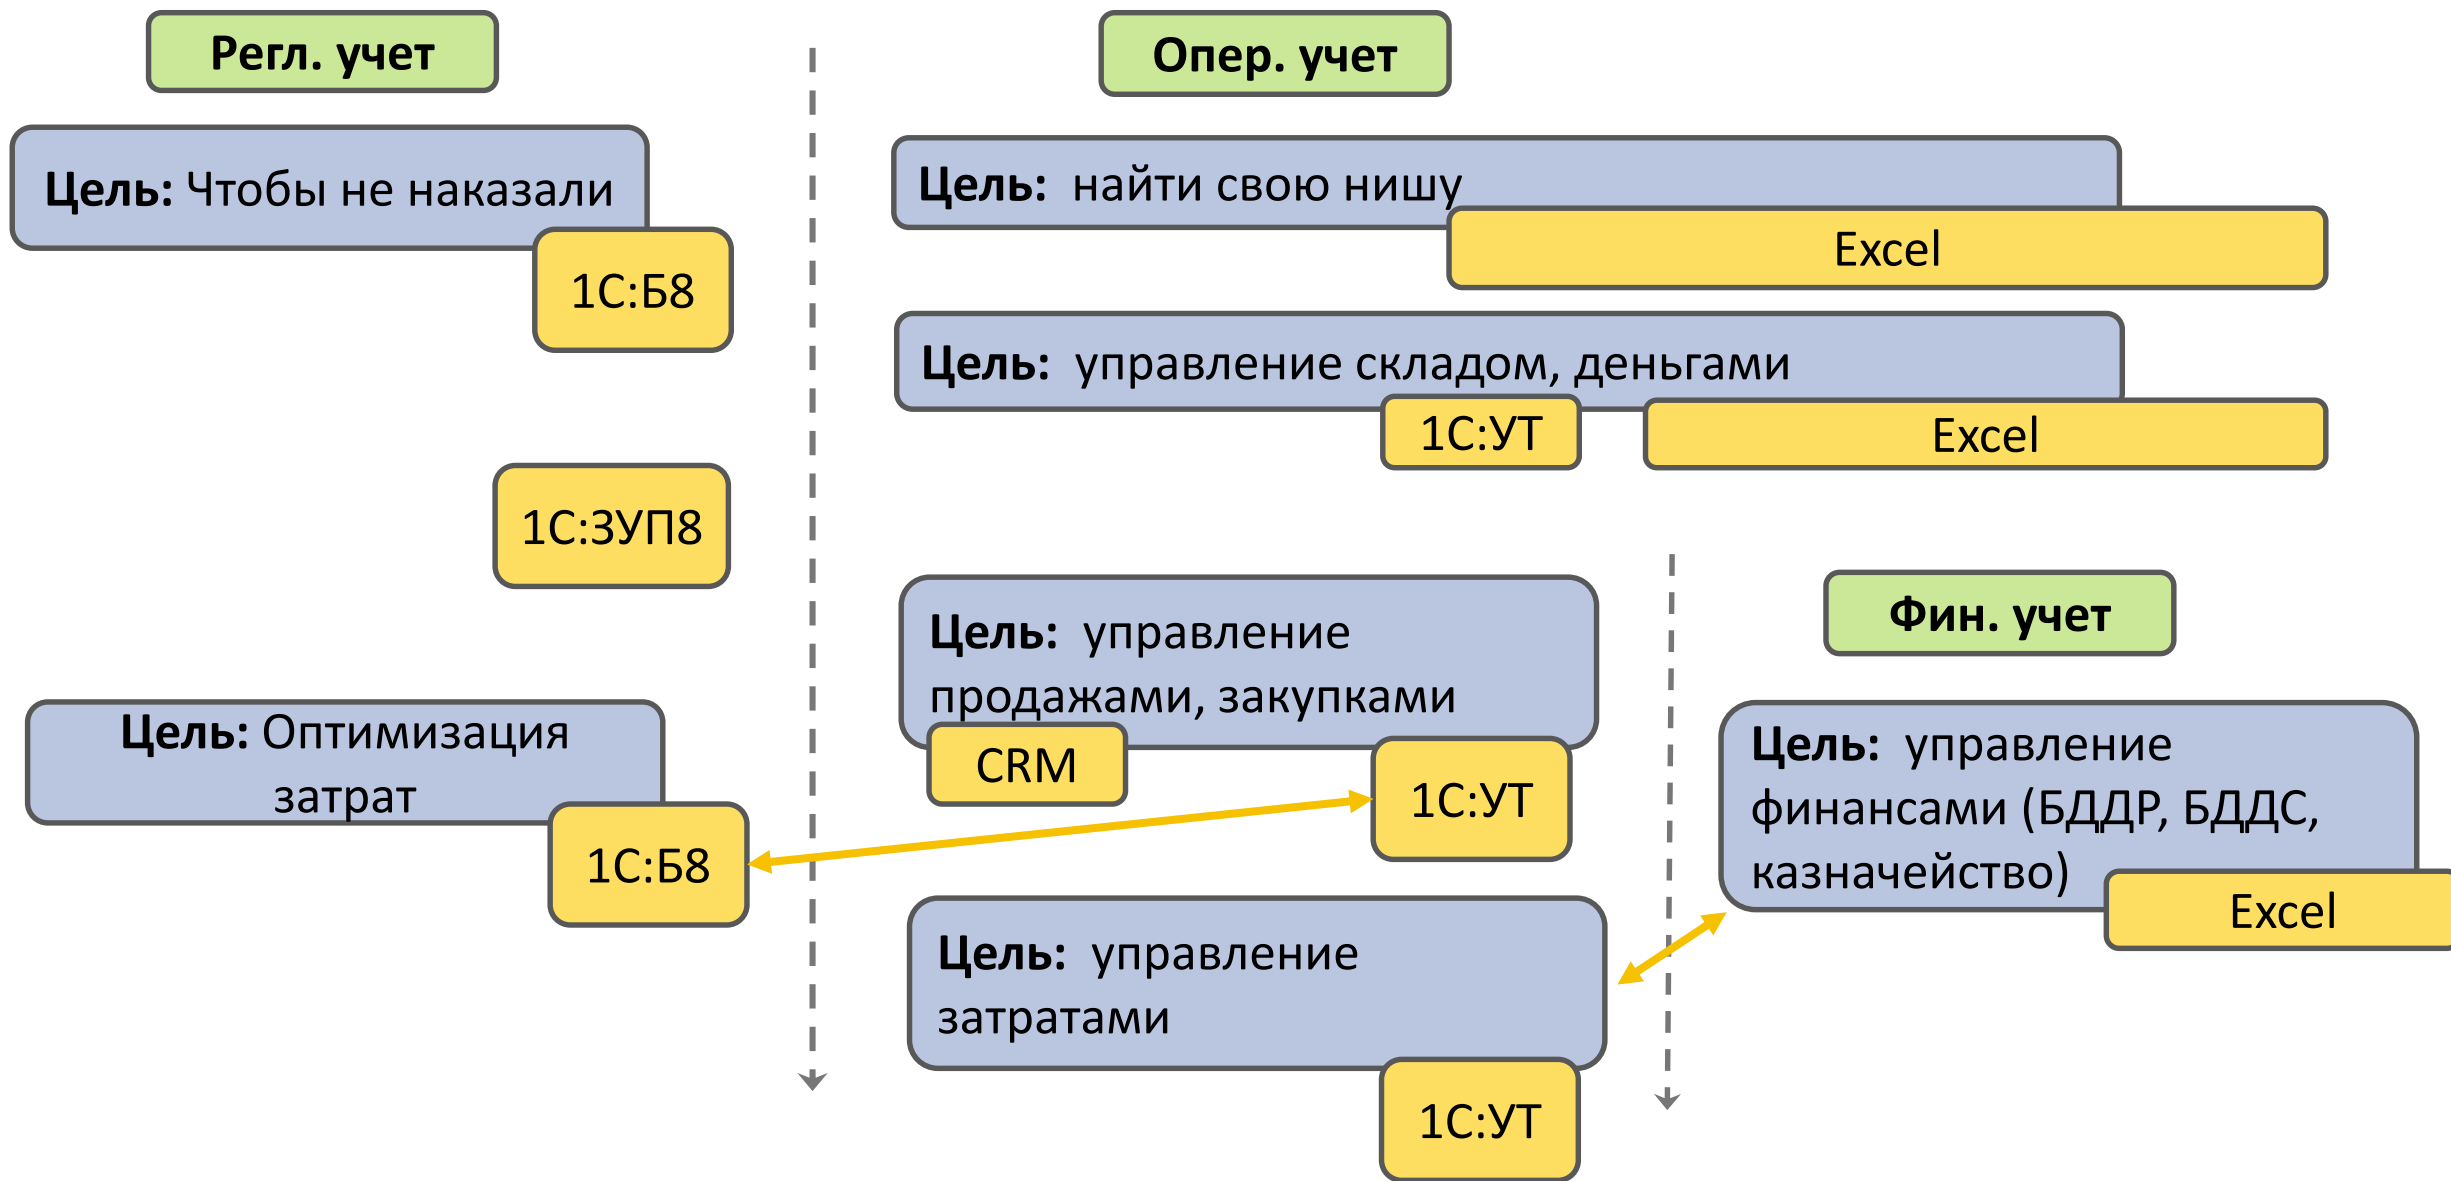 Регл. учет
Цель: Чтобы не наказали
1С:Б8
1С:ЗУП8
Цель: Оптимизация
затрат
1С:Б8
Опер. учет
Цель: найти свою нишу
Excel
Цель: управление складом, деньгами
1С:УТ
Excel
Цель: управление
продажами, закупками
CRM
1С:УТ
Цель: управление
затратами
1С:УТ
Фин. учет
Цель: управление
финансами (БДДР, БДДС,
казначейство)
Excel